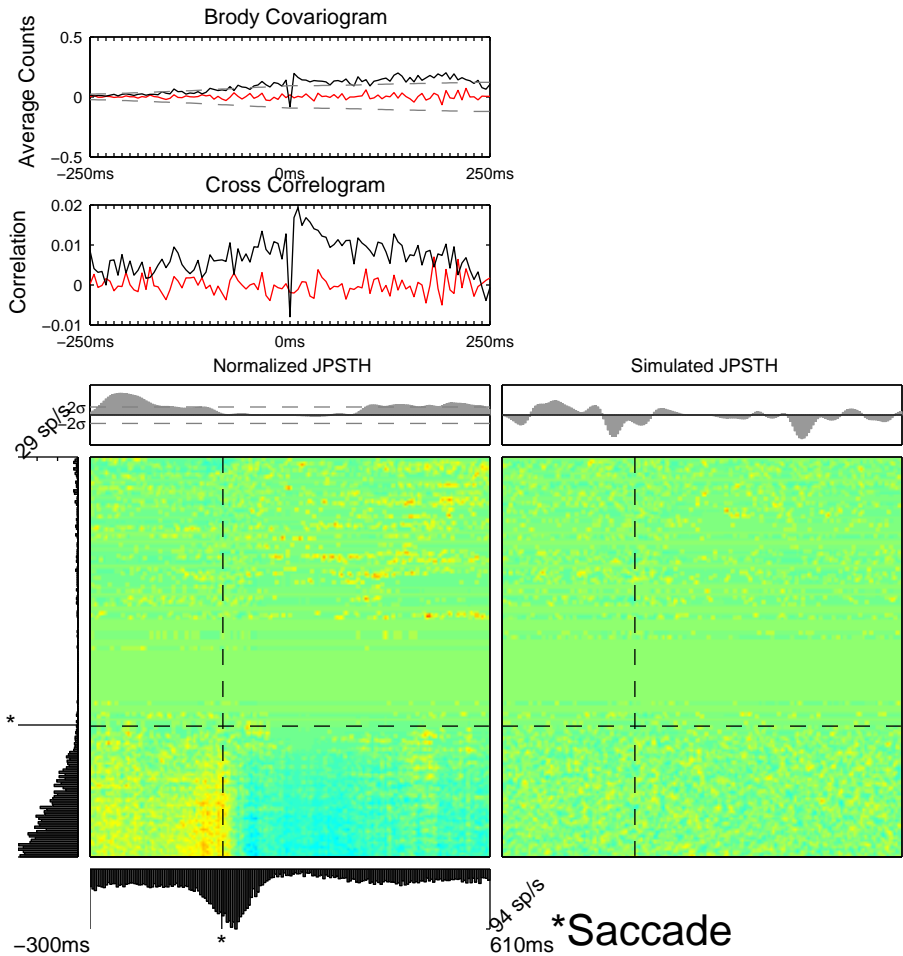 Brody Covariogram
Average Counts
0.5
0
−0.5
−250ms
0ms
250ms
Cross Correlogram
Correlation
0.02
0.01
0
−0.01
−250ms
0ms
250ms
Normalized JPSTH
Simulated JPSTH
2σ
−2σ
29 sp/s
*
*
94 sp/s
−300ms
610ms
*Saccade